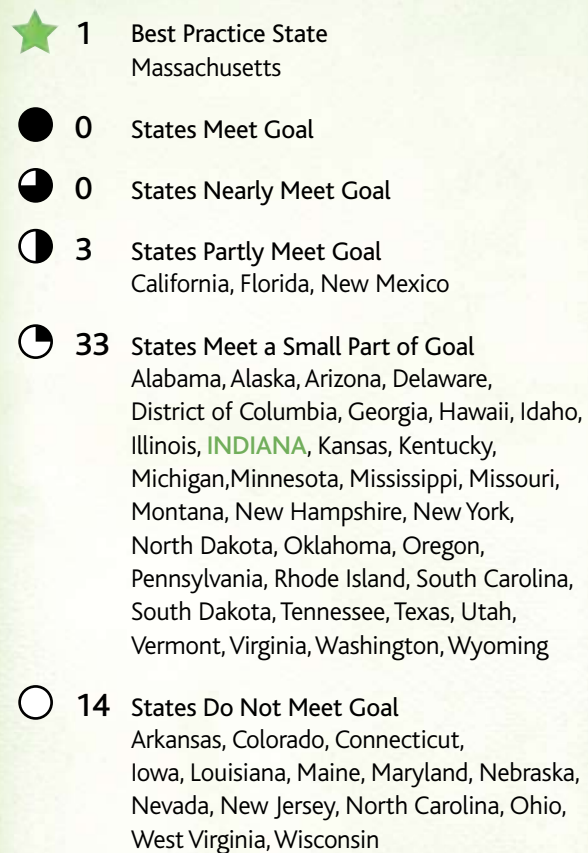 1 Best Practice State
Massachusetts
0 States Meet Goal
0 States Nearly Meet Goal
3 States Partly Meet Goal
California, Florida, New Mexico
33 States Meet a Small Part of Goal
Alabama, Alaska, Arizona, Delaware,
District of Columbia, Georgia, Hawaii, Idaho,
Illinois, INDIANA, Kansas, Kentucky,
Michigan,Minnesota, Mississippi, Missouri,
Montana, New Hampshire, New York,
North Dakota, Oklahoma, Oregon,
Pennsylvania, Rhode Island, South Carolina,
South Dakota, Tennessee, Texas, Utah,
Vermont, Virginia, Washington, Wyoming
14 States Do Not Meet Goal
Arkansas, Colorado, Connecticut,
Iowa, Louisiana, Maine, Maryland, Nebraska,
Nevada, New Jersey, North Carolina, Ohio,
West Virginia, Wisconsin